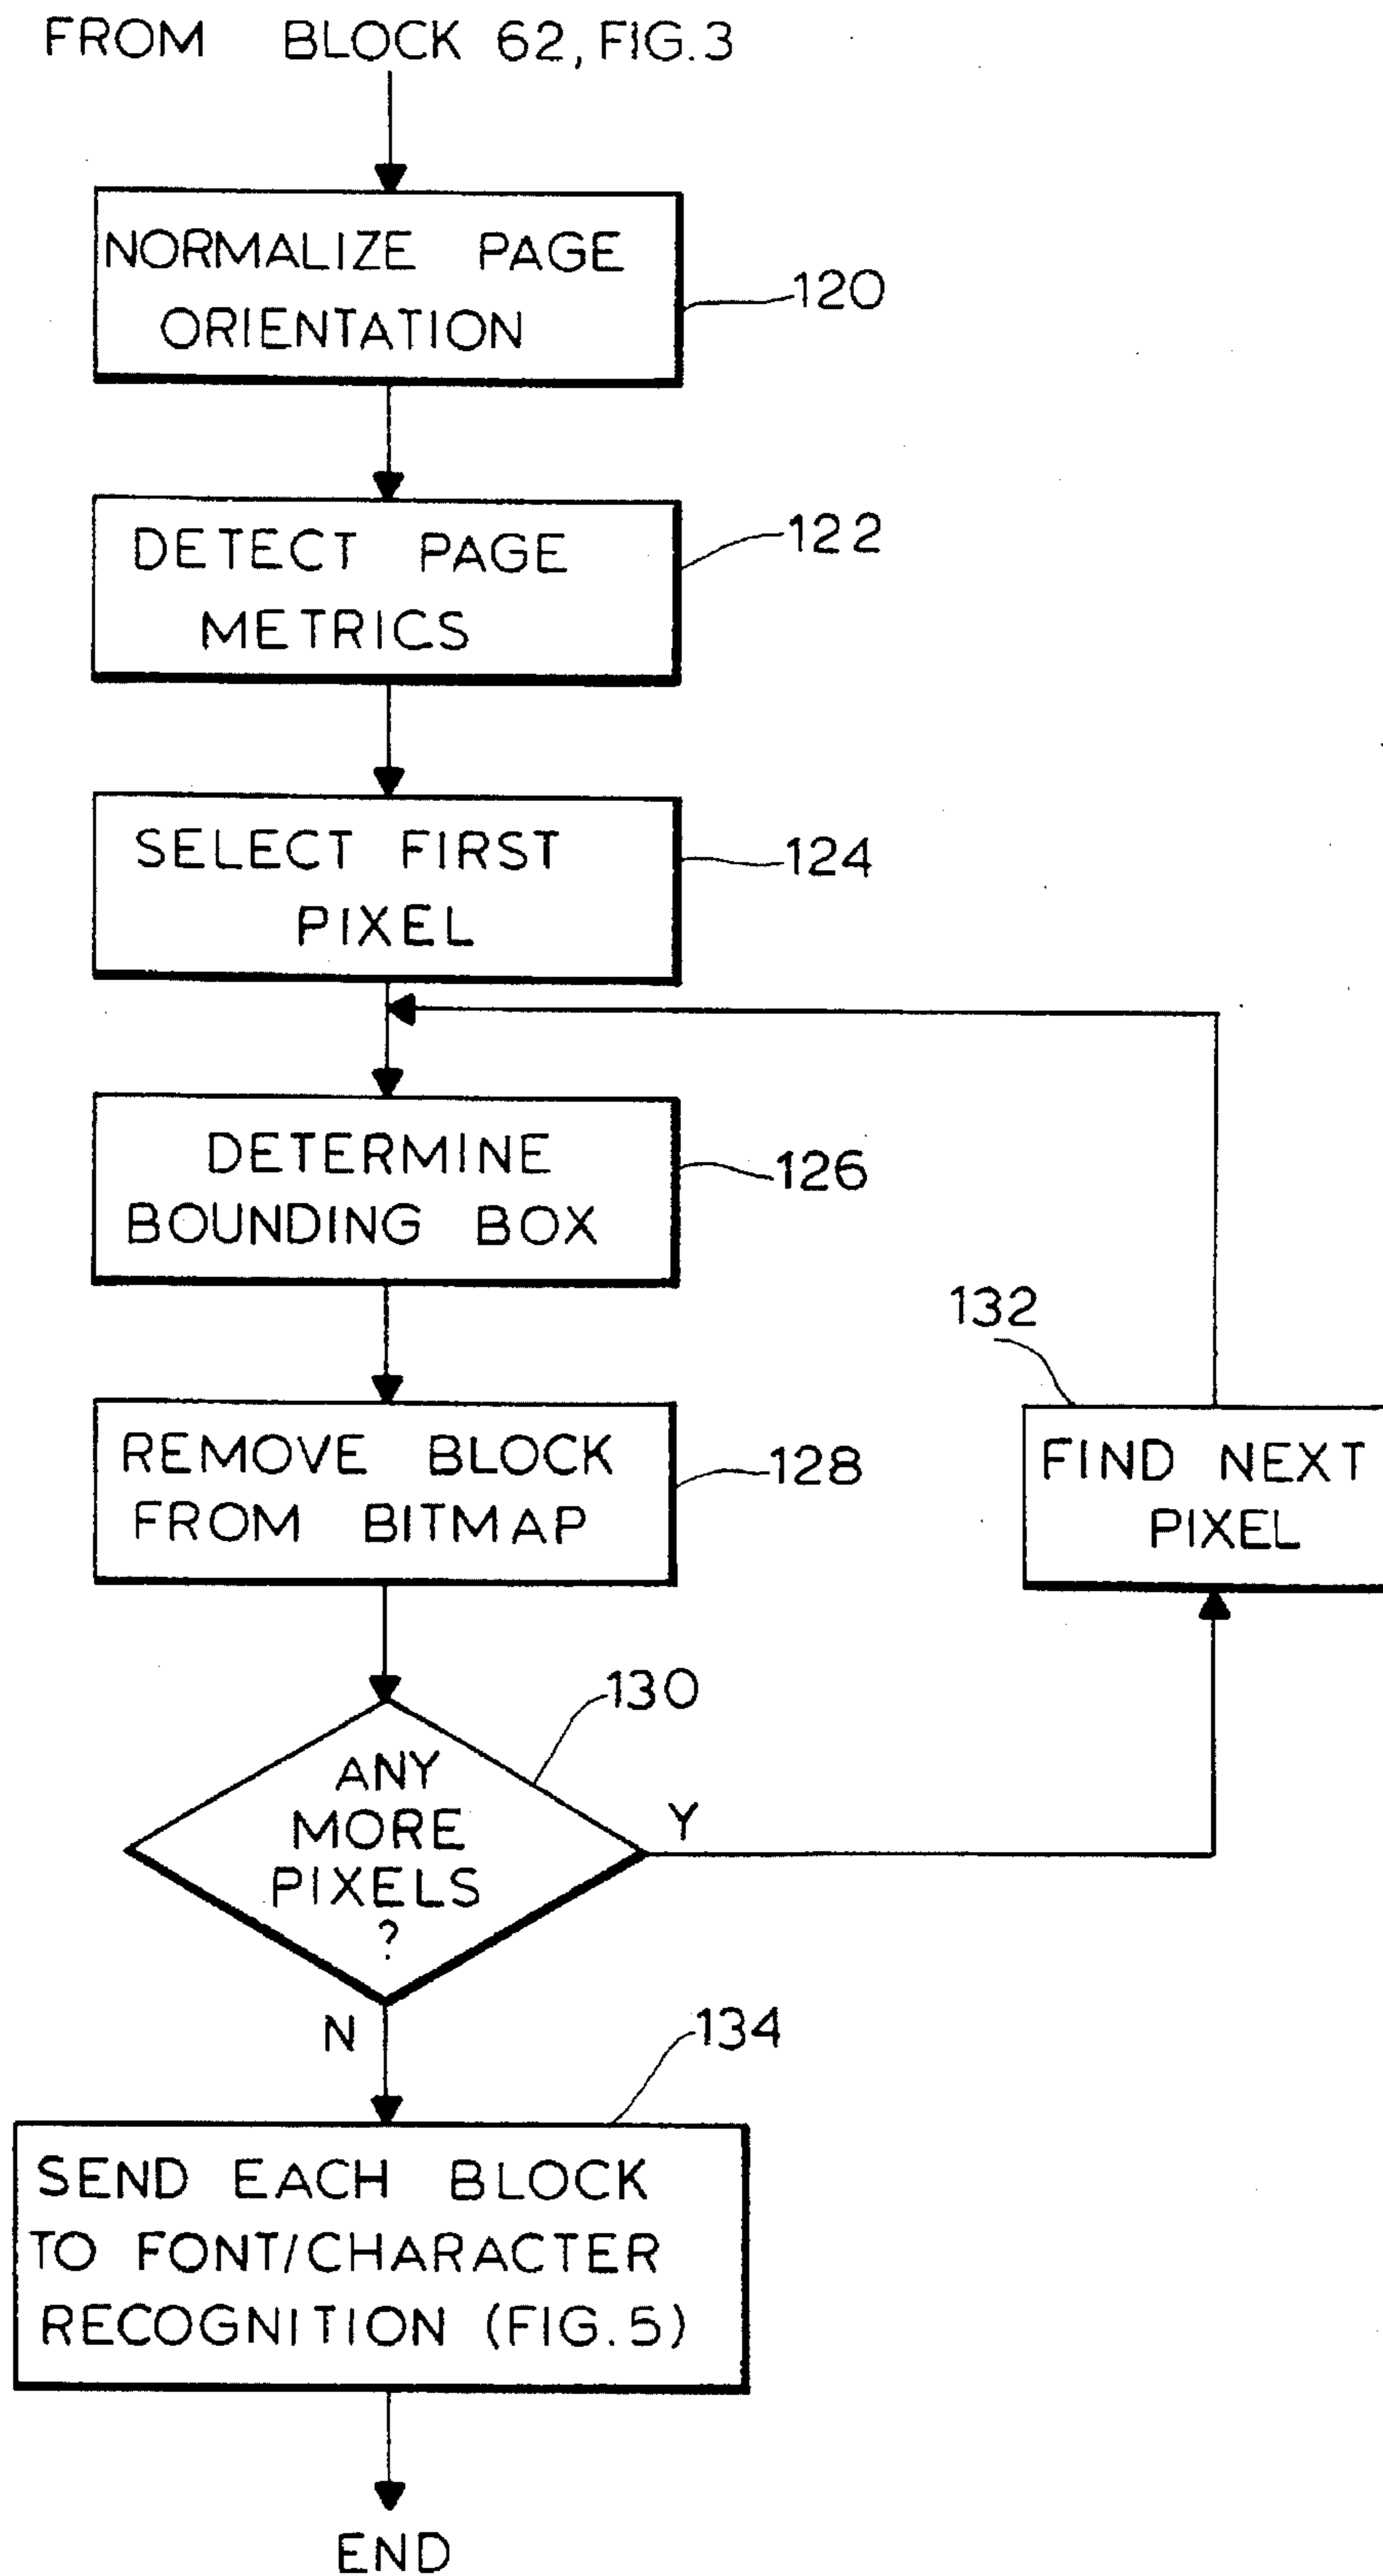 FROM BLOCK 62, FIG.3
NORMALIZE PAGE
ORIENTATION
120
DETECT PAGE
METRICS
122
SELECT FIRST
PIXEL
124
DETERMINE
BOUNDING BOX
126
REMOVE BLOCK
FROM BITMAP
128
132
FIND NEXT
PIXEL
130
ANY
MORE
PIXELS
?
Y
N
134
SEND EACH BLOCK
TO FONT/CHARACTER
RECOGNITION (FIG.5)
END